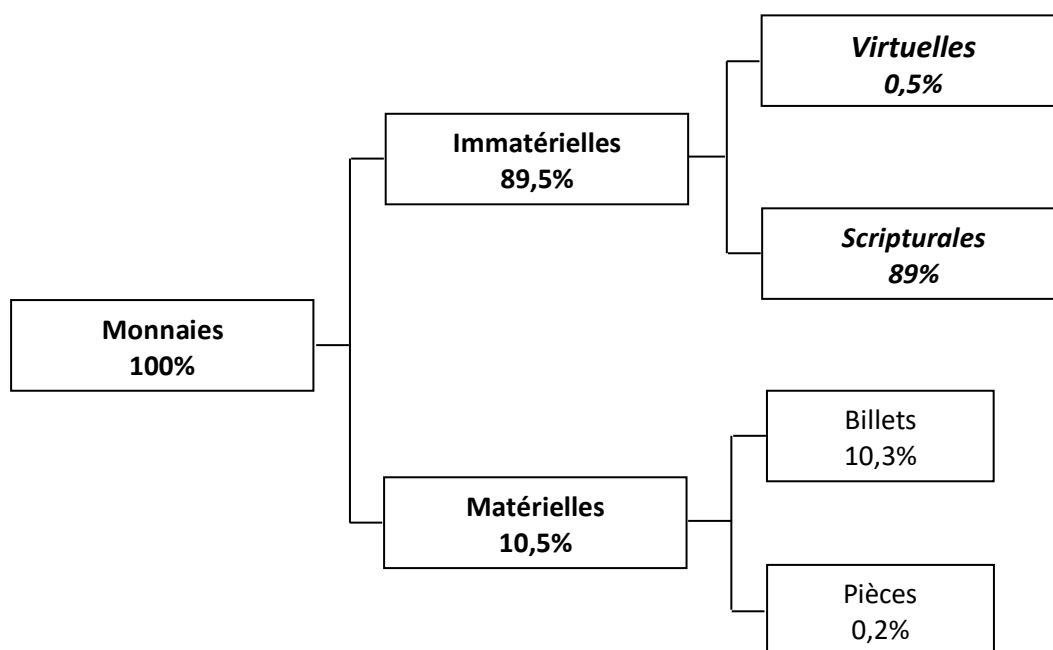 Virtuelles
0,5%
Immatérielles
89,5%
Scripturales
89%
Monnaies
100%
Billets
10,3%
Matérielles
10,5%
Pièces
0,2%